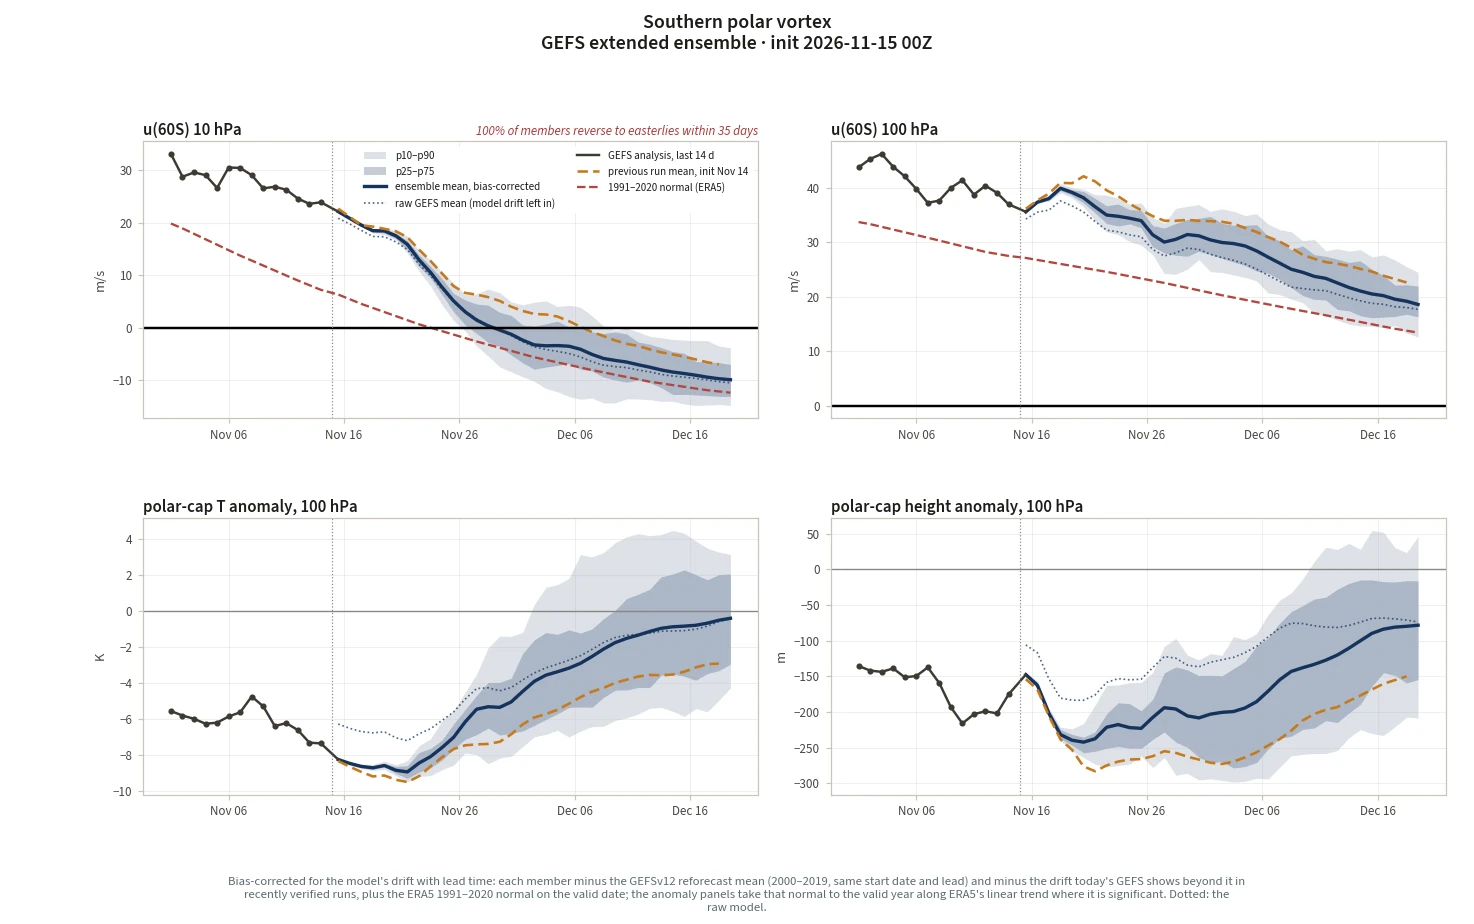 Southern polar vortex
GEFS extended ensemble · init 2026-11-15 00Z
u(60S) 10 hPa
100% of members reverse to easterlies within 35 days
p10–p90
p25–p75
ensemble mean, bias-corrected
raw GEFS mean (model drift left in)
GEFS analysis, last 14 d
previous run mean, init Nov 14
1991–2020 normal (ERA5)
m/s
30
20
10
0
−10
Nov 06
Nov 16
Nov 26
Dec 06
Dec 16
u(60S) 100 hPa
m/s
40
30
20
10
0
Nov 06
Nov 16
Nov 26
Dec 06
Dec 16
polar-cap T anomaly, 100 hPa
K
4
2
0
−2
−4
−6
−8
−10
Nov 06
Nov 16
Nov 26
Dec 06
Dec 16
polar-cap height anomaly, 100 hPa
m
50
0
−50
−100
−150
−200
−250
−300
Nov 06
Nov 16
Nov 26
Dec 06
Dec 16
Bias-corrected for the model's drift with lead time: each member minus the GEFSv12 reforecast mean (2000–2019, same start date and lead) and minus the drift today's GEFS shows beyond it in
recently verified runs, plus the ERA5 1991–2020 normal on the valid date; the anomaly panels take that normal to the valid year along ERA5's linear trend where it is significant. Dotted: the
raw model.